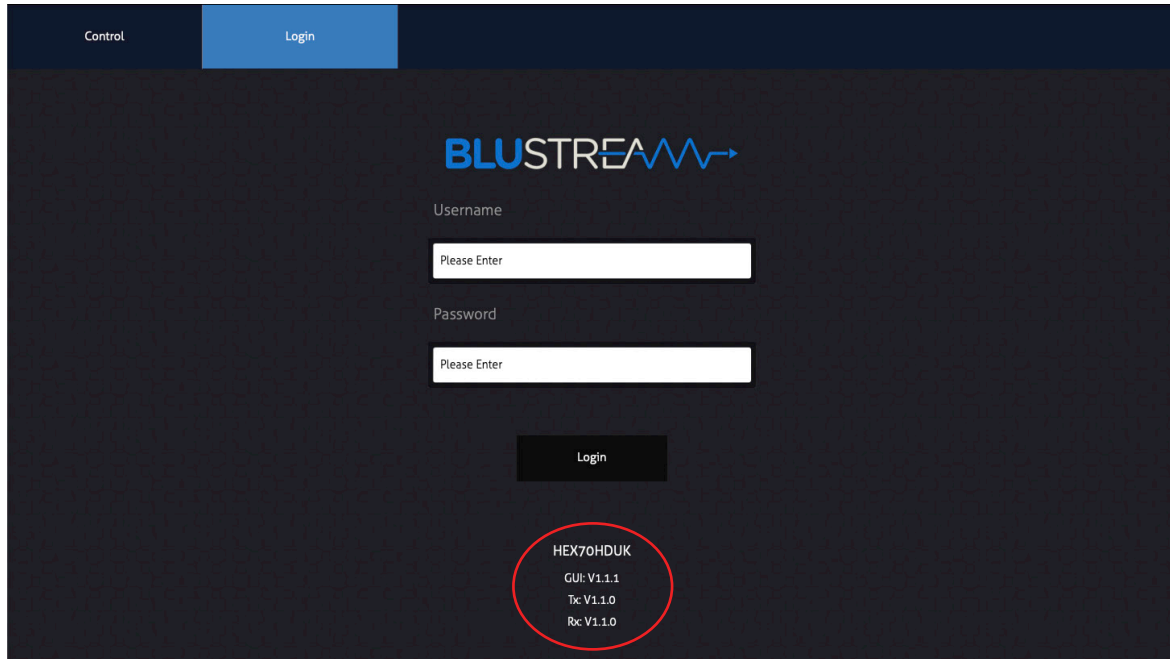 Control
Login
BLUSTREAM
Username
Please Enter
Password
Please Enter
Login
HEX70HDUK
GUI: V1.1.1
Tx: V1.1.0
Rx: V1.1.0